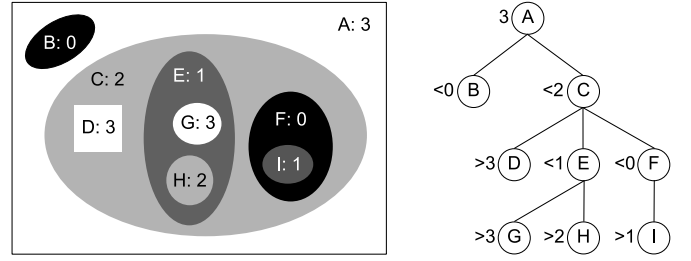 A: 3
B: 0
C: 2
E: 1
D: 3
G: 3
F: 0
H: 2
I: 1
3 A
<0 B
<2 C
>3 D
<1 E
<0 F
>3 G
>2 H
>1 I